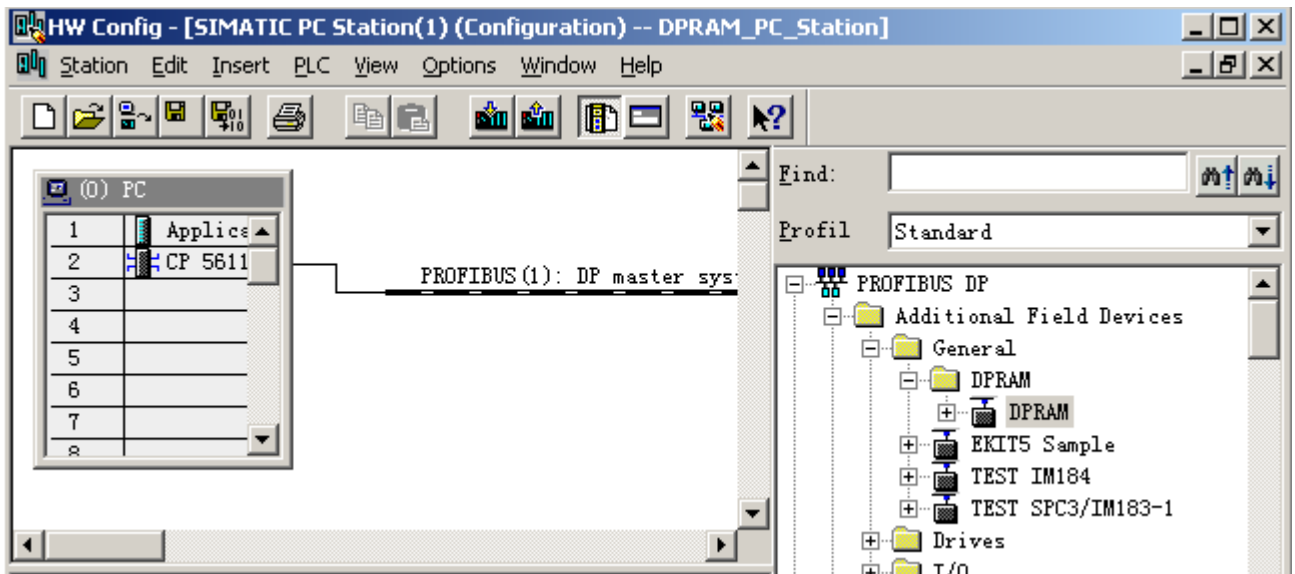 HW Config - [SIMATIC PC Station(1) (Configuration) -- DPRAM_PC_Station]
Station Edit Insert PLC View Options Window Help
(0) PC
1 Applica
2 CP 5611
3
4
5
6
7
8
PROFIBUS(1): DP master sys
Find:
Profil Standard
PROFIBUS DP
Additional Field Devices
General
DPRAM
DPRAM
EKIT5 Sample
TEST IM184
TEST SPC3/IM183-1
Drives
I/O